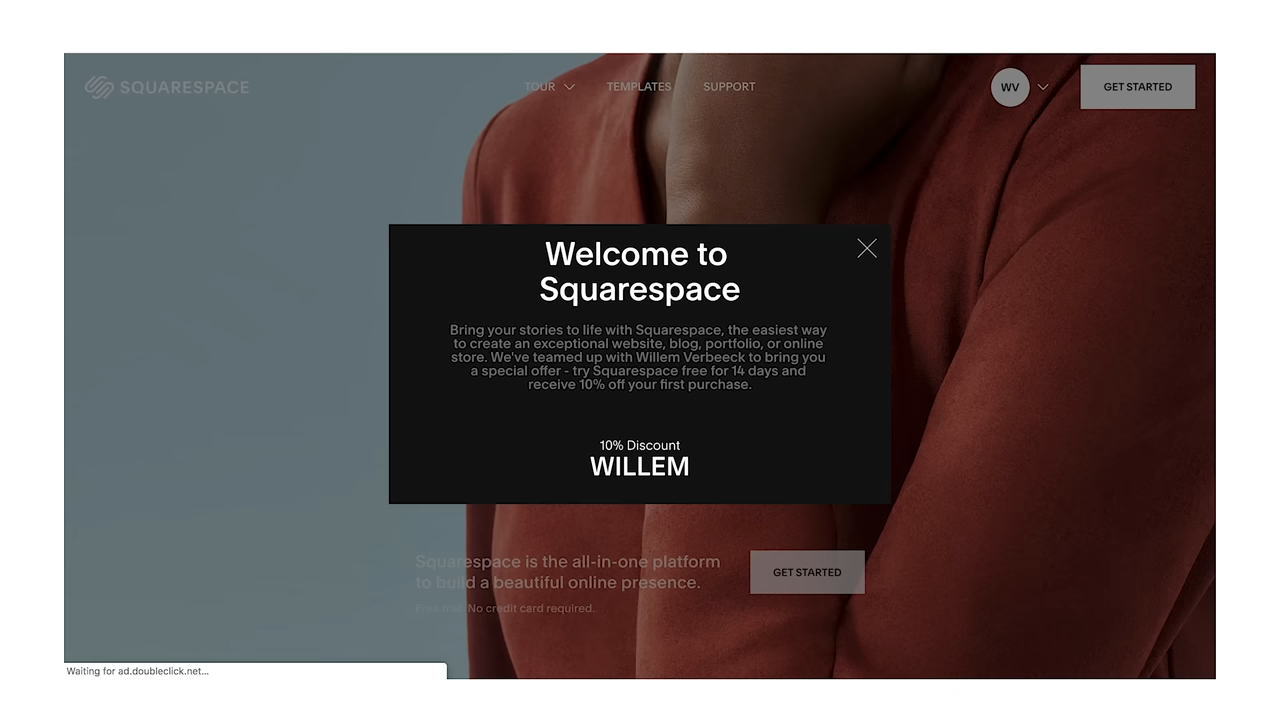 SQUARESPACE
TOUR
TEMPLATES
SUPPORT
WV
GET STARTED
Welcome to
Squarespace
Bring your stories to life with Squarespace, the easiest way
to create an exceptional website, blog, portfolio, or online
store. We've teamed up with Willem Verbeeck to bring you
a special offer - try Squarespace free for 14 days and
receive 10% off your first purchase.
10% Discount
WILLEM
Squarespace is the all-in-one platform
to build a beautiful online presence.
GET STARTED
Free trial. No credit card required.
Waiting for ad.doubleclick.net...